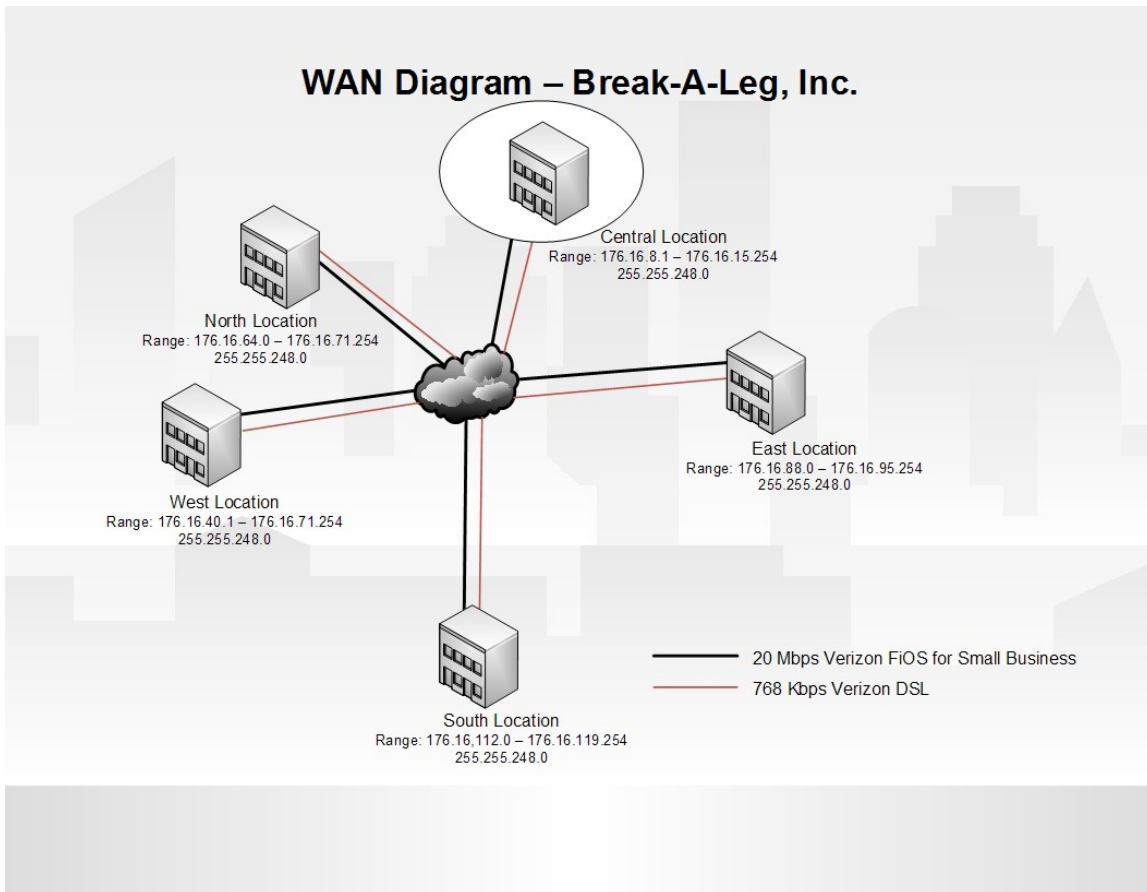 WAN Diagram – Break-A-Leg, Inc.
Central Location
Range: 176.16.8.1 – 176.16.15.254
255.255.248.0
North Location
Range: 176.16.64.0 – 176.16.71.254
255.255.248.0
East Location
Range: 176.16.88.0 – 176.16.95.254
255.255.248.0
West Location
Range: 176.16.40.1 – 176.16.71.254
255.255.248.0
South Location
Range: 176.16,112.0 – 176.16.119.254
255.255.248.0
20 Mbps Verizon FiOS for Small Business
768 Kbps Verizon DSL